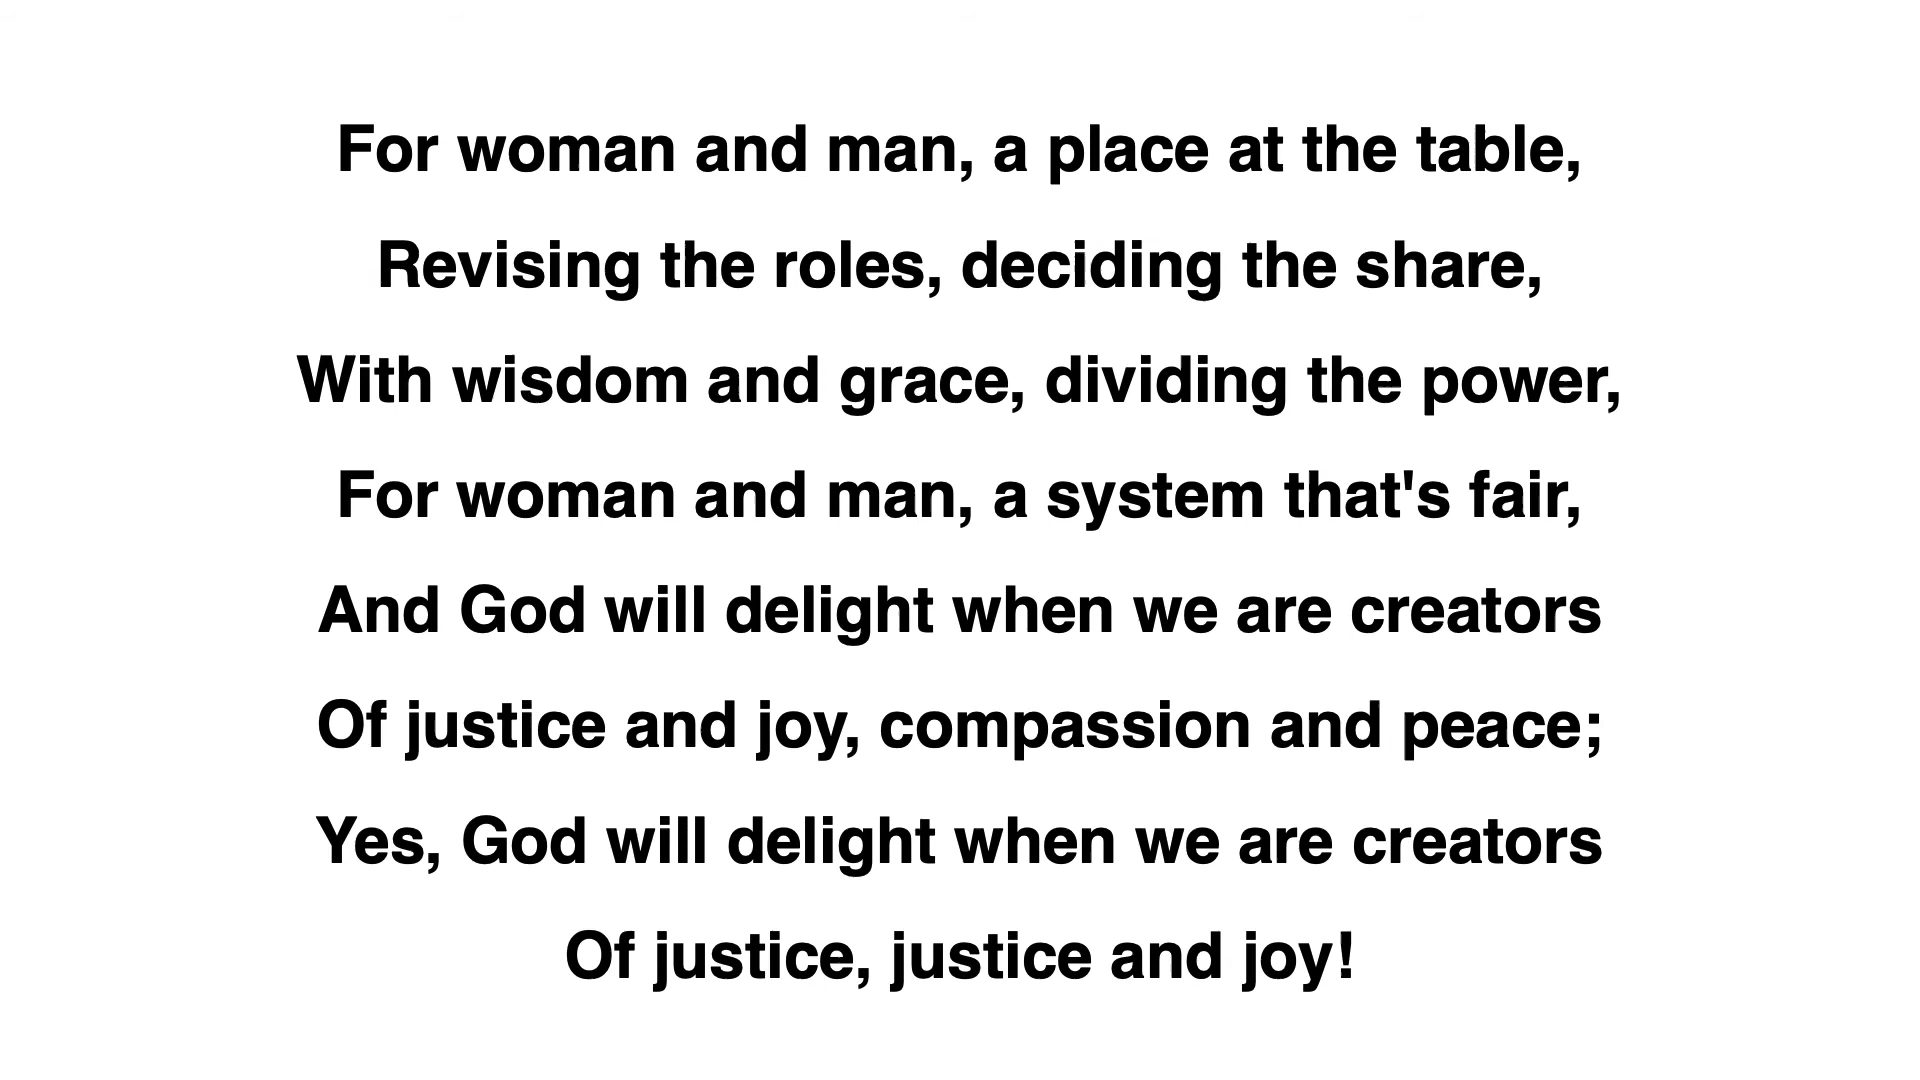 For woman and man, a place at the table,
Revising the roles, deciding the share,
With wisdom and grace, dividing the power,
For woman and man, a system that's fair,
And God will delight when we are creators
Of justice and joy, compassion and peace;
Yes, God will delight when we are creators
Of justice, justice and joy!